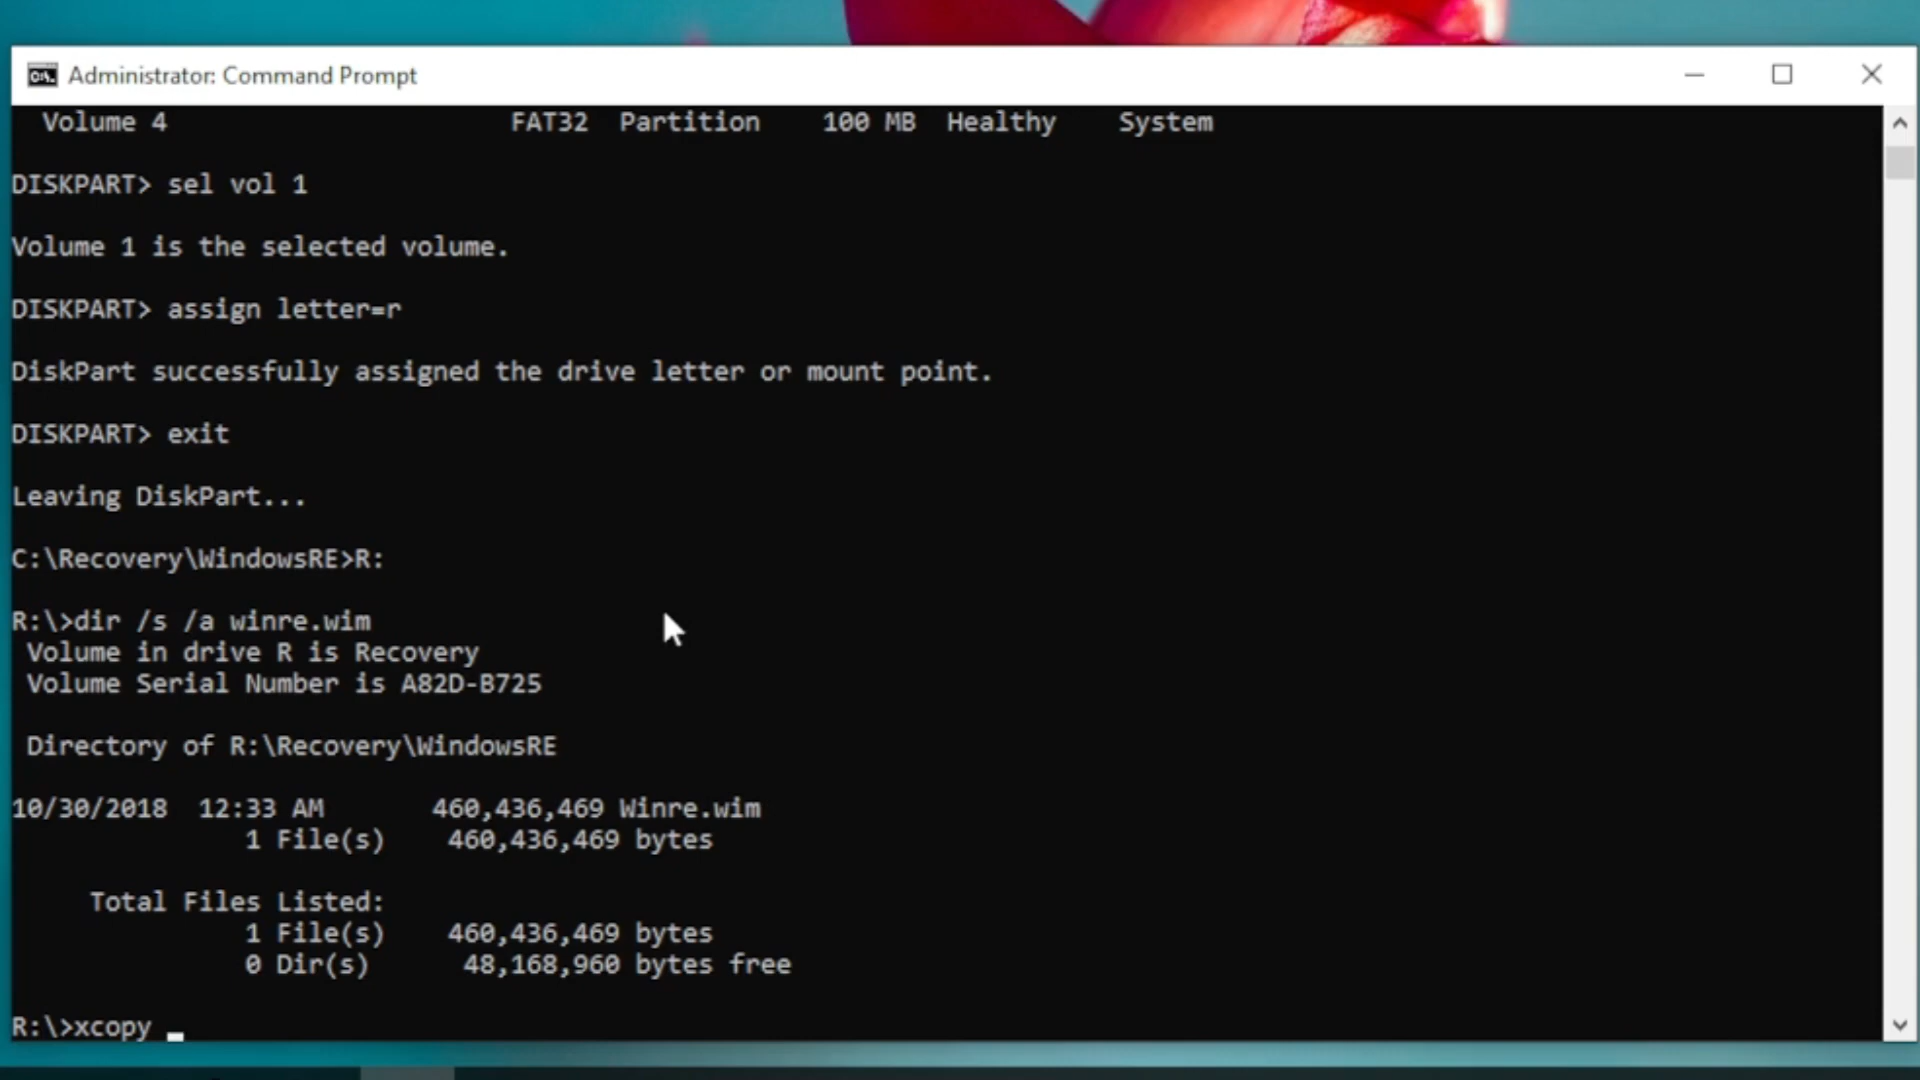 Administrator: Command Prompt
Volume 4 FAT32 Partition 100 MB Healthy System
DISKPART> sel vol 1
Volume 1 is the selected volume.
DISKPART> assign letter=r
DiskPart successfully assigned the drive letter or mount point.
DISKPART> exit
Leaving DiskPart...
C:\Recovery\WindowsRE>R:
R:\>dir /s /a winre.wim
Volume in drive R is Recovery
Volume Serial Number is A82D-B725
Directory of R:\Recovery\WindowsRE
10/30/2018 12:33 AM 460,436,469 Winre.wim
1 File(s) 460,436,469 bytes
Total Files Listed:
1 File(s) 460,436,469 bytes
0 Dir(s) 48,168,960 bytes free
R:\>xcopy